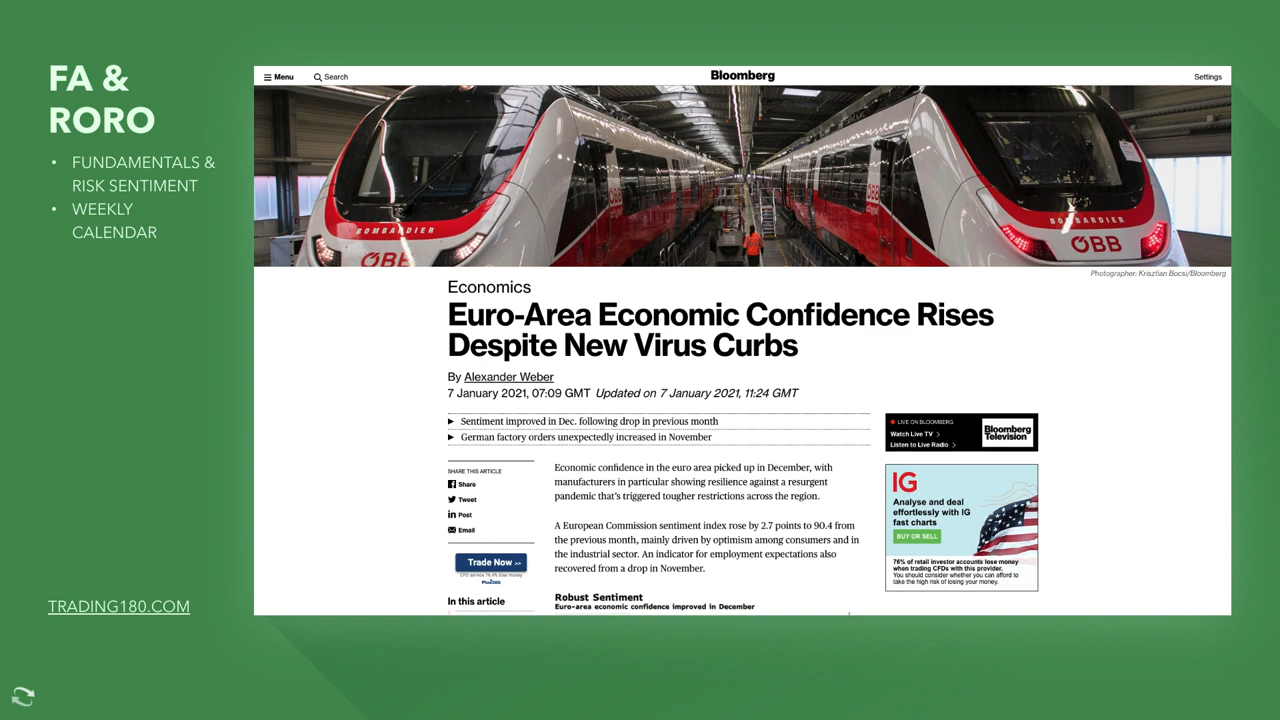 FA &
RORO
• FUNDAMENTALS &
RISK SENTIMENT
• WEEKLY
CALENDAR
TRADING180.COM
Menu
Search
Bloomberg
Settings
BOMBARDIER
ÖBB
ÖBB
ÖBB
BOMBARDIER
ÖBB
Photographer: Krisztian Bocsi/Bloomberg
Economics
Euro-Area Economic Confidence Rises
Despite New Virus Curbs
By Alexander Weber
7 January 2021, 07:09 GMT Updated on 7 January 2021, 11:24 GMT
Sentiment improved in Dec. following drop in previous month
German factory orders unexpectedly increased in November
SHARE THIS ARTICLE
Share
Tweet
Post
Email
Trade Now >>
CFD service 76.4% lose money
Plus500
In this article
Economic confidence in the euro area picked up in December, with
manufacturers in particular showing resilience against a resurgent
pandemic that's triggered tougher restrictions across the region.
A European Commission sentiment index rose by 2.7 points to 90.4 from
the previous month, mainly driven by optimism among consumers and in
the industrial sector. An indicator for employment expectations also
recovered from a drop in November.
Robust Sentiment
Euro-area economic confidence improved in December
LIVE ON BLOOMBERG
Watch Live TV
Listen to Live Radio
Bloomberg
Television
IG
Analyse and deal
effortlessly with IG
fast charts
BUY OR SELL
76% of retail investor accounts lose money
when trading CFDs with this provider.
You should consider whether you can afford to
take the high risk of losing your money.